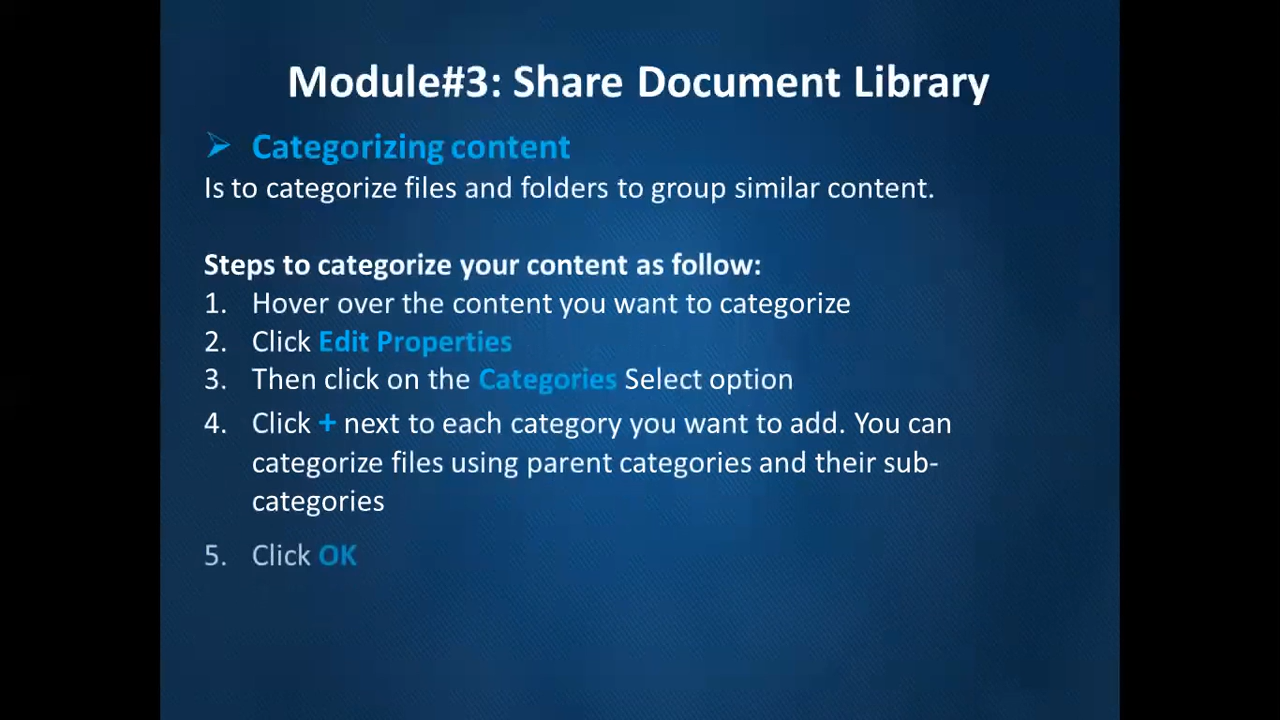 Module#3: Share Document Library
➢ Categorizing content
Is to categorize files and folders to group similar content.
Steps to categorize your content as follow:
1. Hover over the content you want to categorize
2. Click Edit Properties
3. Then click on the Categories Select option
4. Click + next to each category you want to add. You can
categorize files using parent categories and their sub-
categories
5. Click OK